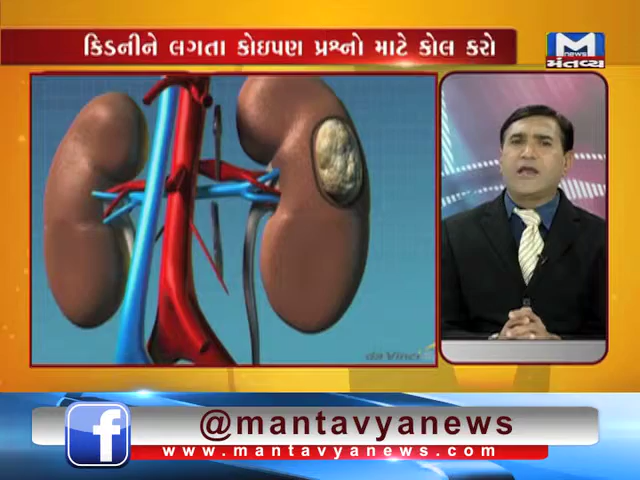 કિડનીને લગતા કોઇપણ પ્રશ્નો માટે કોલ કરો
M
news
મંતવ્ય
da Vinci
f
@mantavyanews
www.mantavyanews.com